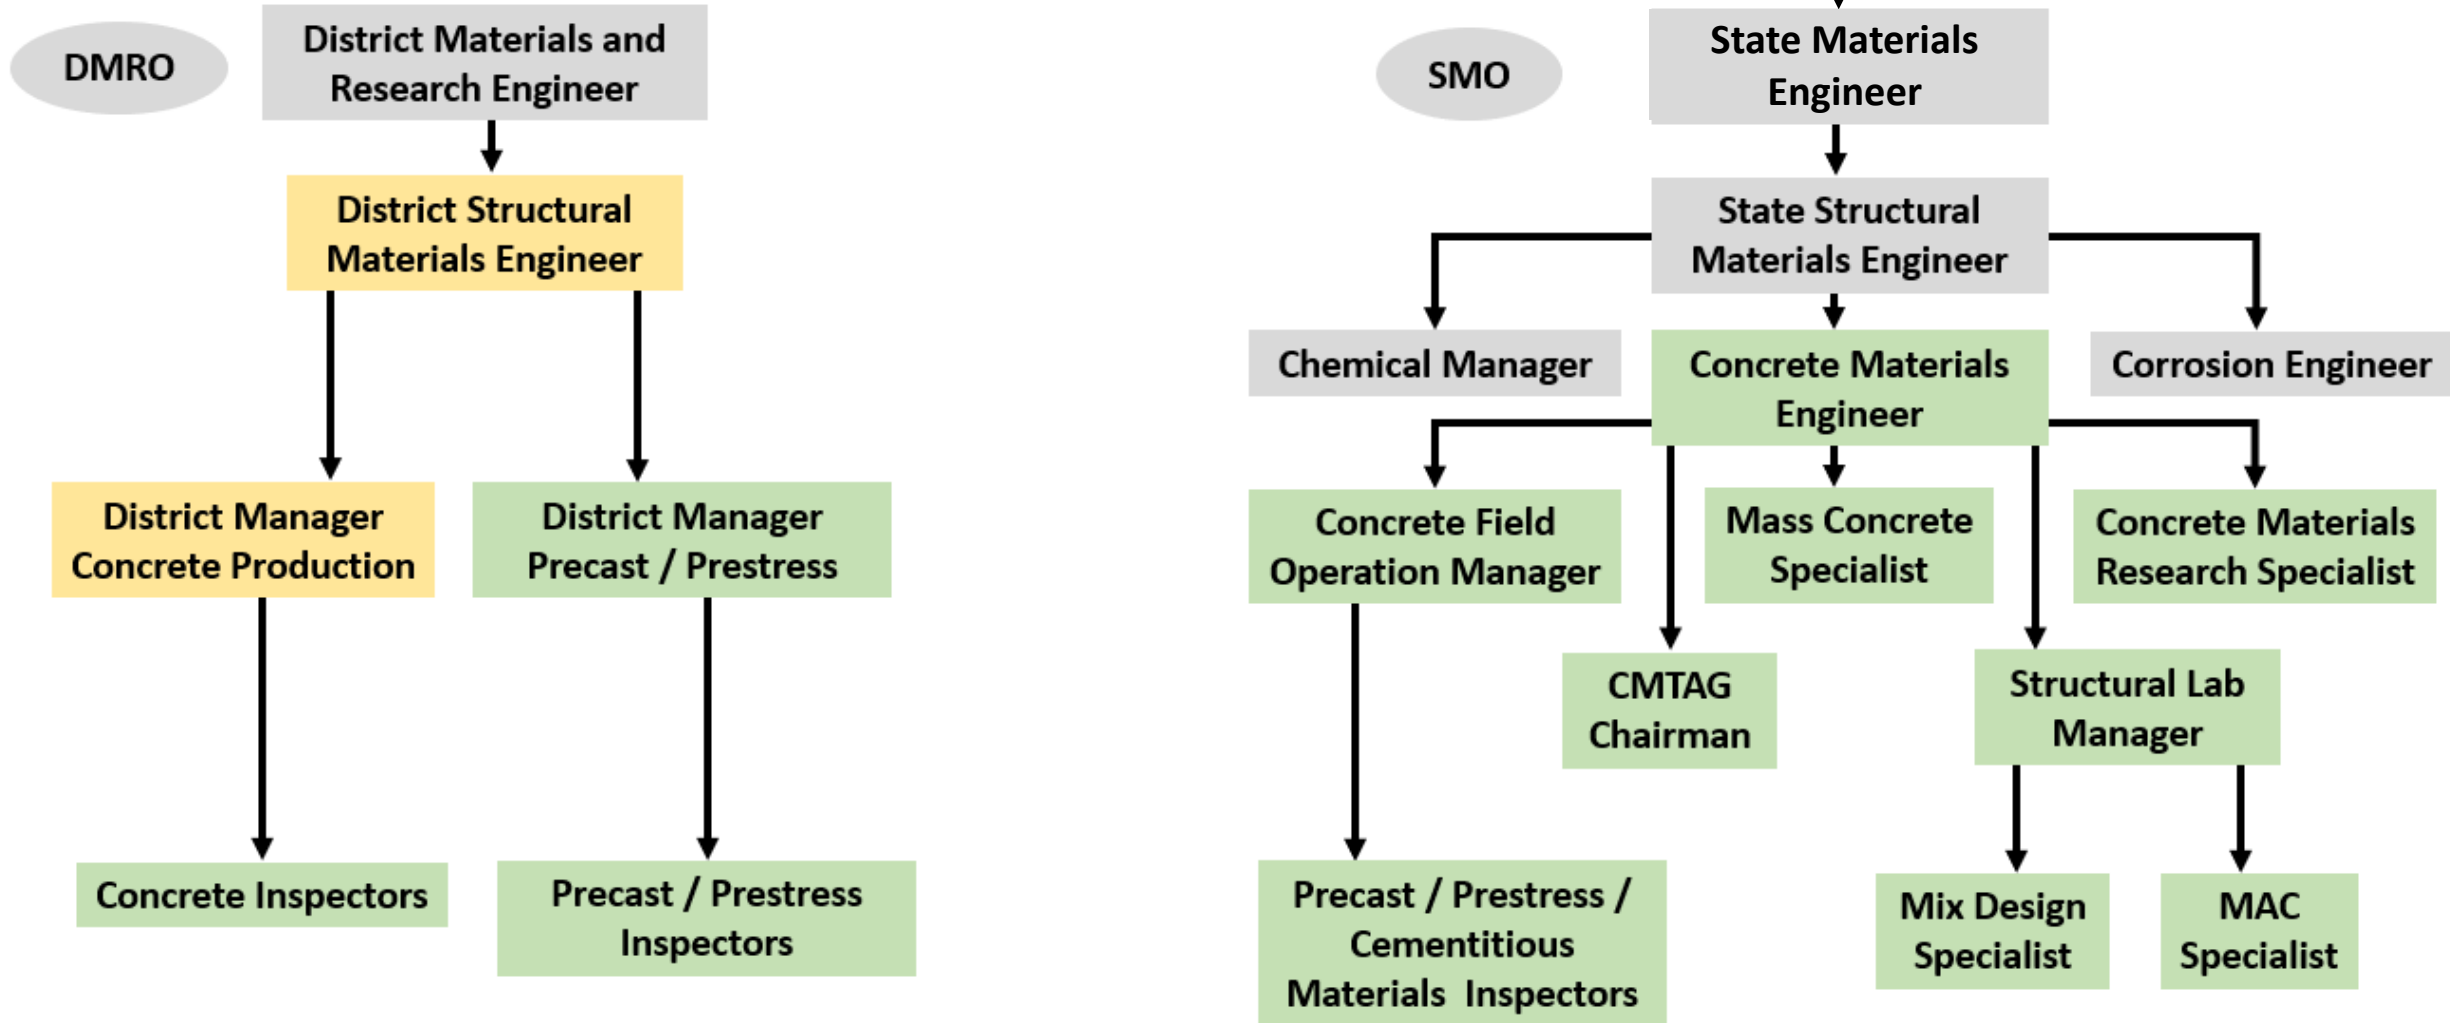 DMRO
District Materials and
Research Engineer
District Structural
Materials Engineer
District Manager
Concrete Production
District Manager
Precast / Prestress
Concrete Inspectors
Precast / Prestress
Inspectors
SMO
State Materials
Engineer
State Structural
Materials Engineer
Chemical Manager
Concrete Materials
Engineer
Corrosion Engineer
Concrete Field
Operation Manager
Mass Concrete
Specialist
Concrete Materials
Research Specialist
CMTAG
Chairman
Structural Lab
Manager
Precast / Prestress /
Cementitious
Materials Inspectors
Mix Design
Specialist
MAC
Specialist